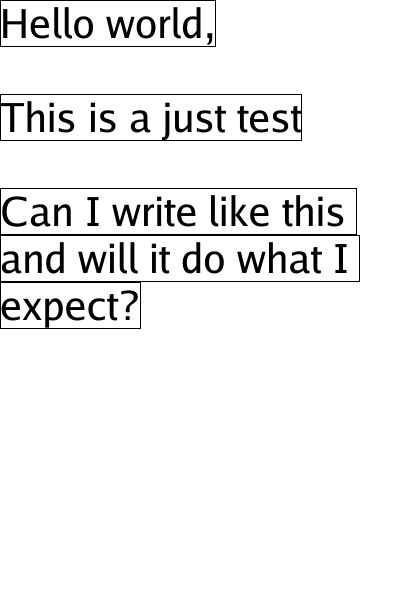 Hello world,
This is a just test
Can I write like this
and will it do what I
expect?